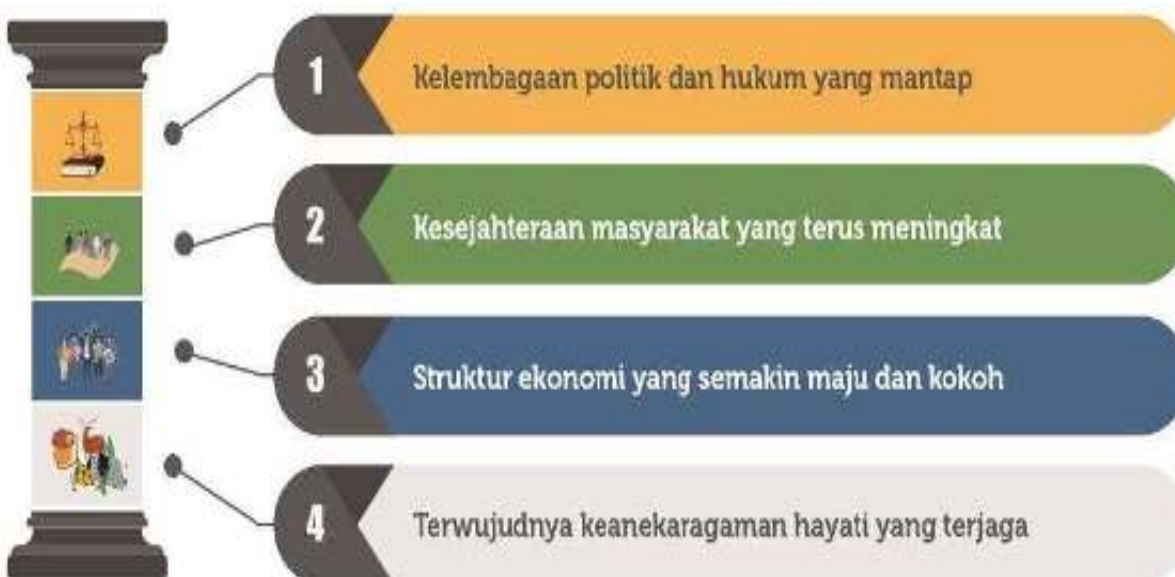 1
Kelembagaan politik dan hukum yang mantap
2
Kesejahteraan masyarakat yang terus meningkat
3
Struktur ekonomi yang semakin maju dan kokoh
4
Terwujudnya keanekaragaman hayati yang terjaga